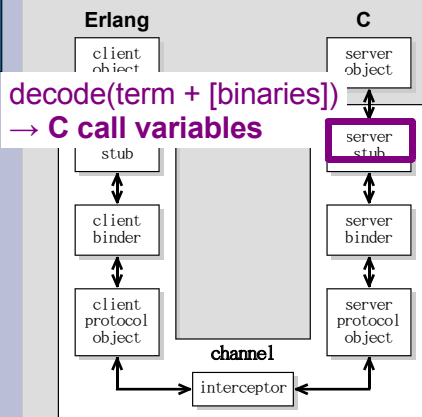 Erlang
C
client
object
server
object
decode(term + [binaries])
→ C call variables
stub
server
stub
client
binder
server
binder
client
protocol
object
server
protocol
object
channel
interceptor